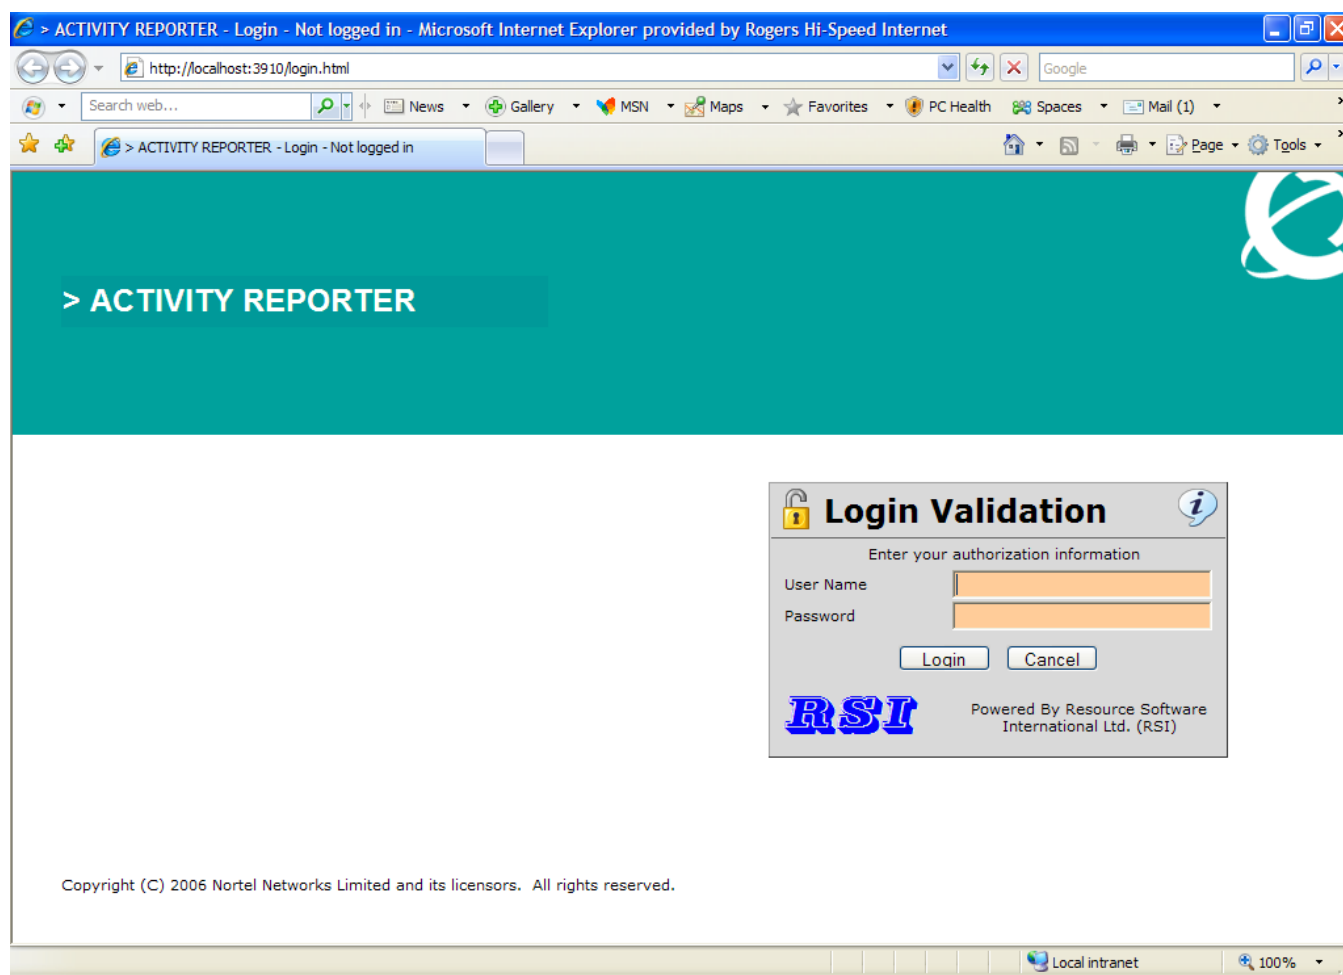 > ACTIVITY REPORTER - Login - Not logged in - Microsoft Internet Explorer provided by Rogers Hi-Speed Internet
http://localhost:3910/login.html Google
Search web... News Gallery MSN Maps Favorites PC Health Spaces Mail (1)
> ACTIVITY REPORTER - Login - Not logged in Page Tools
> ACTIVITY REPORTER
Login Validation
Enter your authorization information
User Name
Password
Login Cancel
RSI
Powered By Resource Software
International Ltd. (RSI)
Copyright (C) 2006 Nortel Networks Limited and its licensors. All rights reserved.
Local intranet 100%